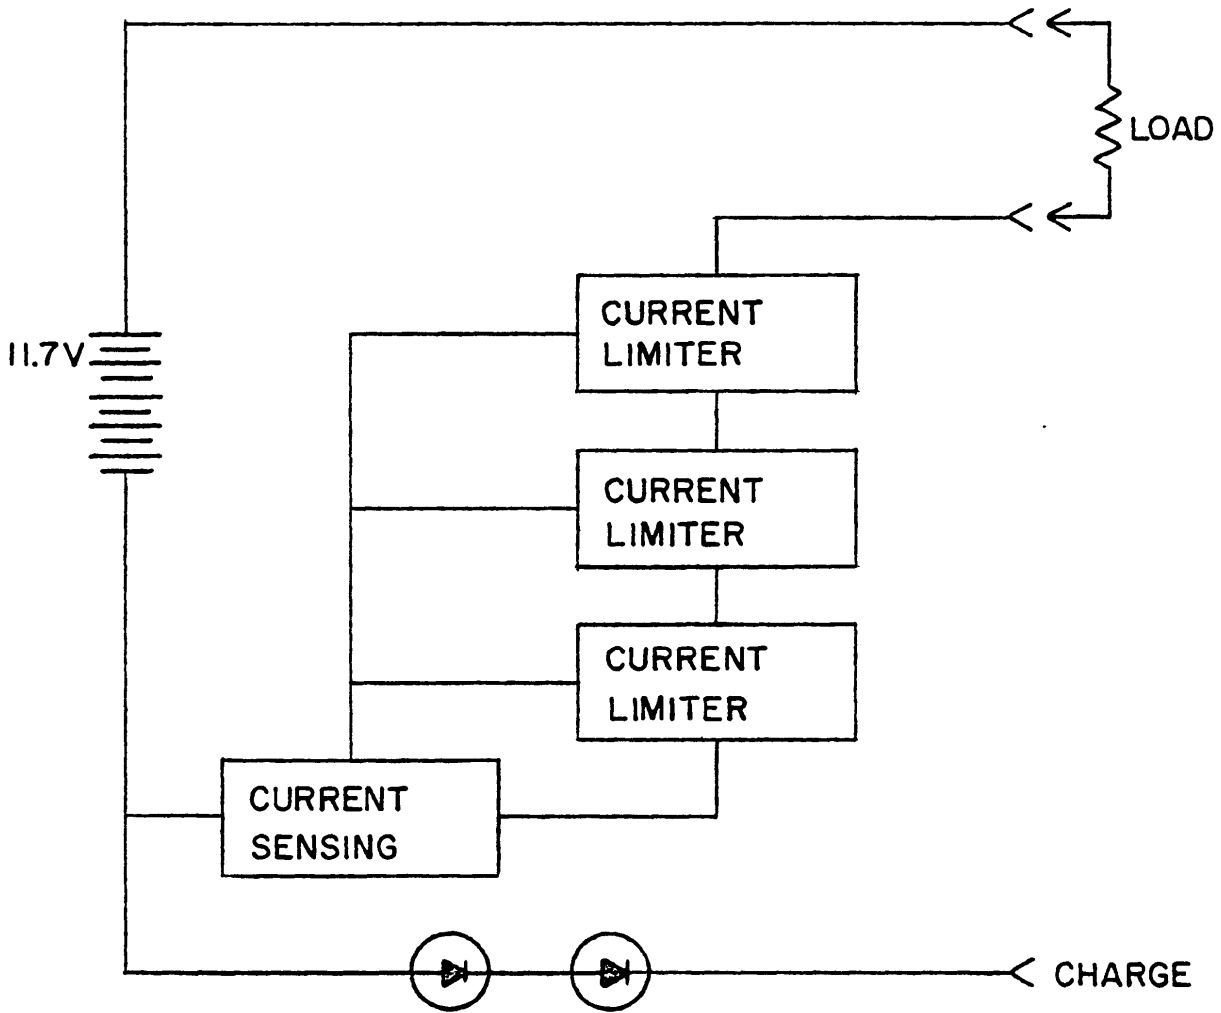 LOAD
CURRENT
LIMITER
11.7V
CURRENT
LIMITER
CURRENT
LIMITER
CURRENT
SENSING
CHARGE